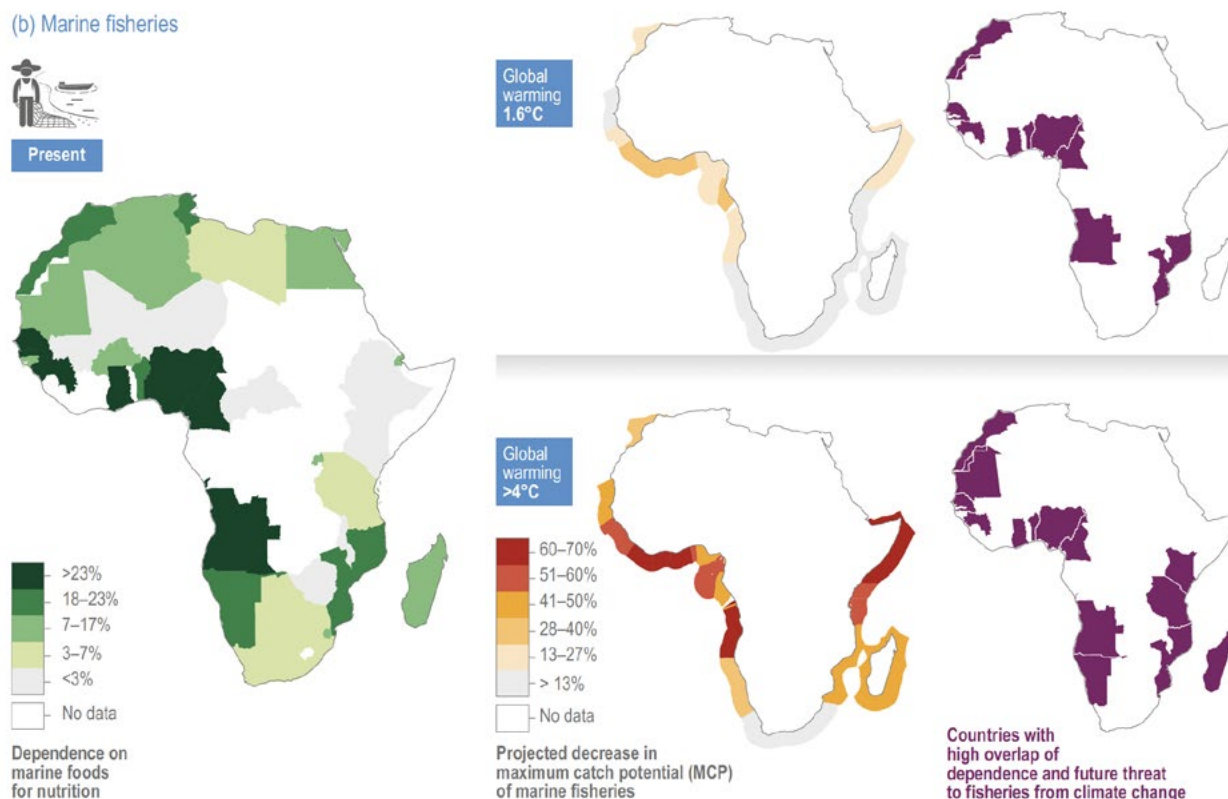 (b) Marine fisheries
Present
>23%
18–23%
7–17%
3–7%
<3%
No data
Dependence on
marine foods
for nutrition
Global
warming
1.6°C
Global
warming
>4°C
60–70%
51–60%
41–50%
28–40%
13–27%
> 13%
No data
Projected decrease in
maximum catch potential (MCP)
of marine fisheries
Countries with
high overlap of
dependence and future threat
to fisheries from climate change